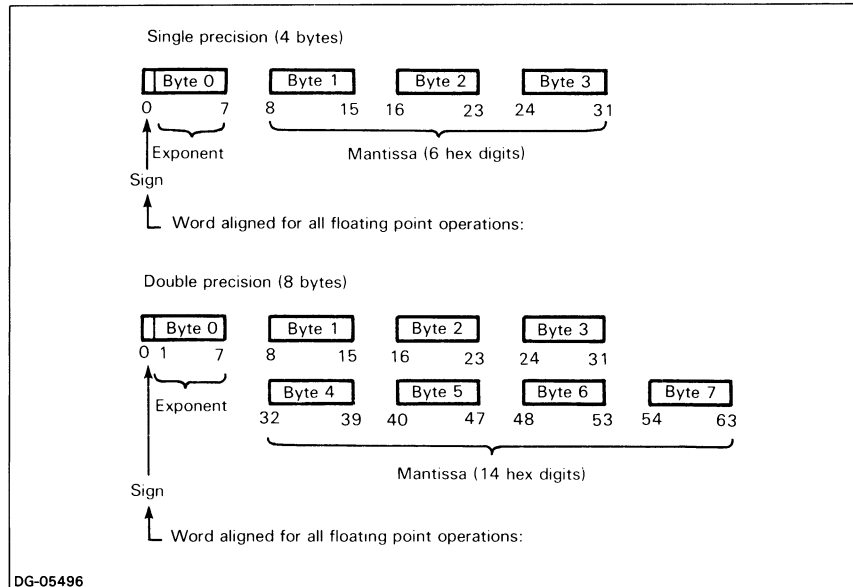 Single precision (4 bytes)
Byte 0 Byte 1 Byte 2 Byte 3
0 7 8 15 16 23 24 31
Exponent Mantissa (6 hex digits)
Sign
Word aligned for all floating point operations:
Double precision (8 bytes)
Byte 0 Byte 1 Byte 2 Byte 3
0 1 7 8 15 16 23 24 31
Byte 4 Byte 5 Byte 6 Byte 7
Exponent
32 39 40 47 48 53 54 63
Mantissa (14 hex digits)
Sign
Word aligned for all floating point operations:
DG-05496